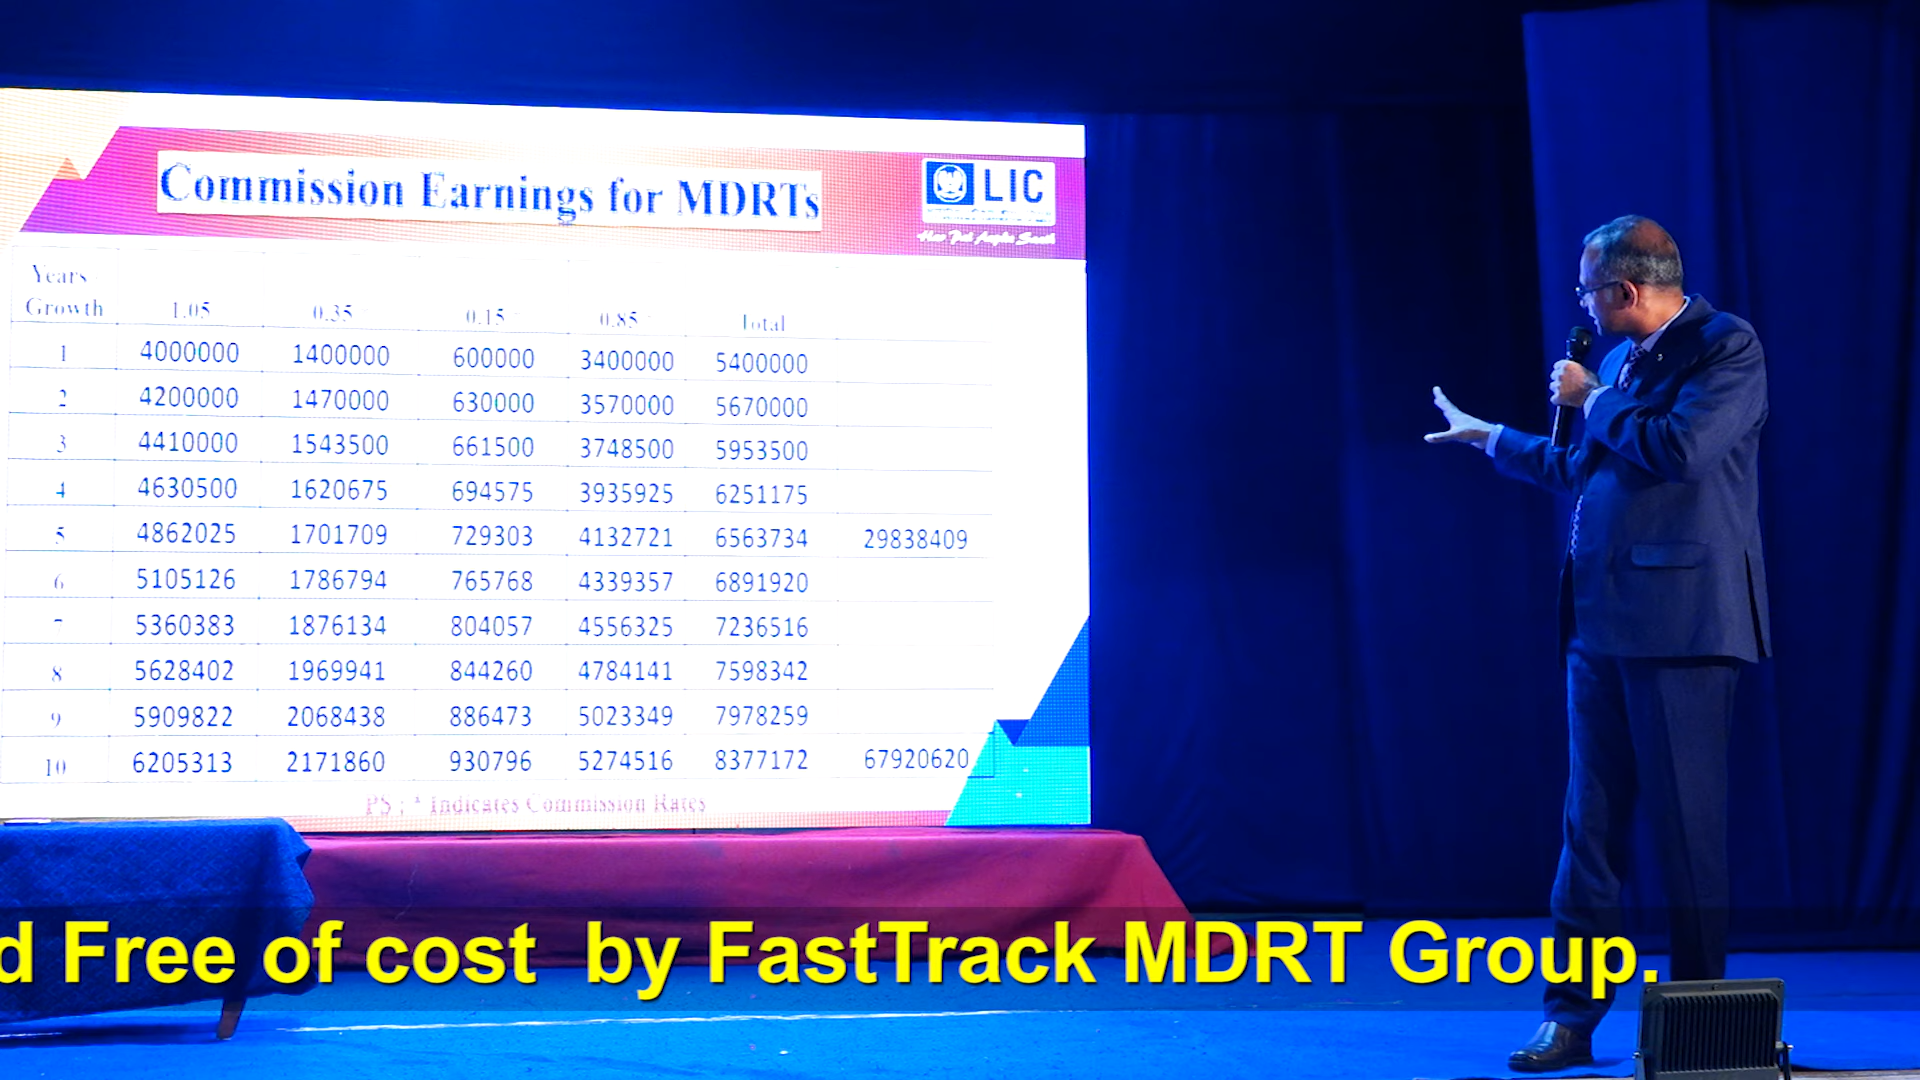 Commission Earnings for MDRTs
LIC
Years
Growth 1.05 0.35 0.15 0.85 Total
1 4000000 1400000 600000 3400000 5400000
2 4200000 1470000 630000 3570000 5670000
3 4410000 1543500 661500 3748500 5953500
4 4630500 1620675 694575 3935925 6251175
5 4862025 1701709 729303 4132721 6563734 29838409
6 5105126 1786794 765768 4339357 6891920
7 5360383 1876134 804057 4556325 7236516
8 5628402 1969941 844260 4784141 7598342
9 5909822 2068438 886473 5023349 7978259
10 6205313 2171860 930796 5274516 8377172 67920620
PS ; * Indicates Commission Rates
d Free of cost by FastTrack MDRT Group.